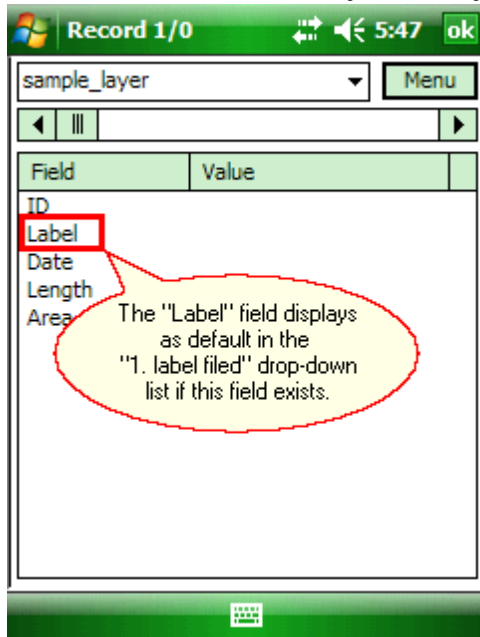 Record 1/0 5:47 ok
sample_layer Menu
Field Value
ID
Label
Date
Length
Area
The "Label" field displays
as default in the
"1. label filed" drop-down
list if this field exists.